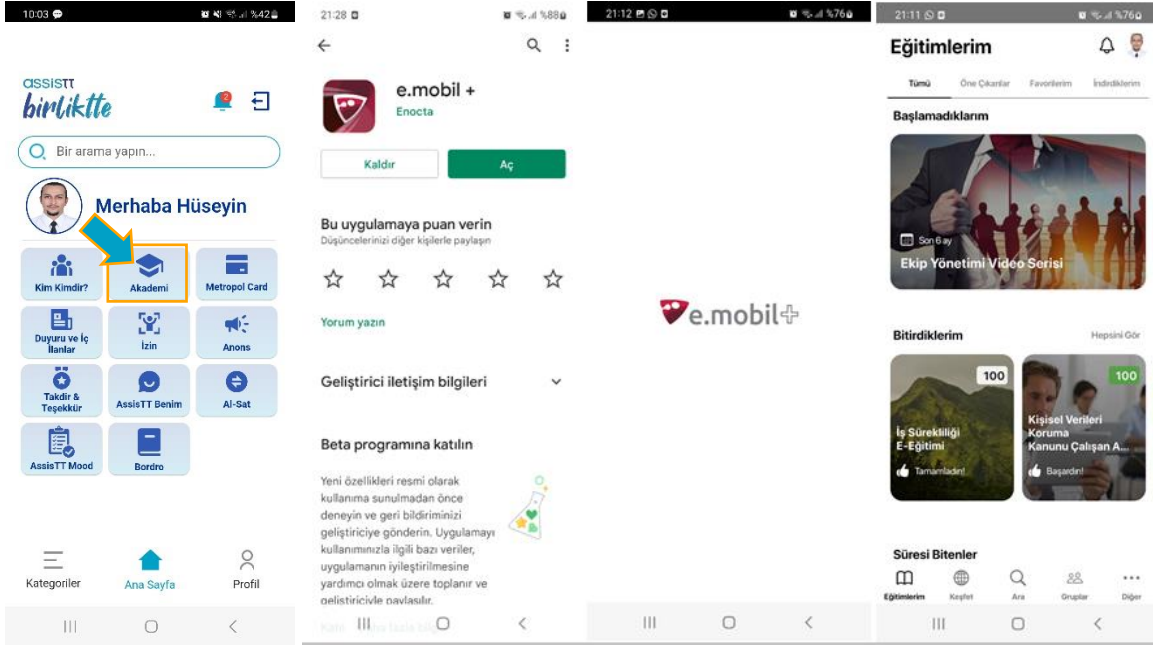 10:03
%42
assisTT
birliktte
2
Bir arama yapın...
Merhaba Hüseyin
Kim Kimdir?
Akademi
Metropol Card
Duyuru ve İç
İlanlar
İzin
Anons
Takdir &
Teşekkür
AssisTT Benim
Al-Sat
AssisTT Mood
Bordro
Kategoriler
Ana Sayfa
Profil
21:28
%88
e.mobil +
Enocta
Kaldır
Aç
Bu uygulamaya puan verin
Düşüncelerinizi diğer kişilerle paylaşın
Yorum yazın
Geliştirici iletişim bilgileri
Beta programına katılın
Yeni özellikleri resmi olarak
kullanıma sunulmadan önce
deneyin ve geri bildiriminizi
geliştiriciye gönderin. Uygulamayı
kullanımınızla ilgili bazı veriler,
uygulamanın iyileştirilmesine
yardımcı olmak üzere toplanır ve
geliştiriciyle paylaşılır.
21:12
%76
e.mobil+
21:11
%76
Eğitimlerim
Tümü
Öne Çıkanlar
Favorilerim
İndirdiklerim
Başlamadıklarım
Son 6 ay
Ekip Yönetimi Video Serisi
Bitirdiklerim
Hepsini Gör
100
İş Sürekliliği
E-Eğitimi
Tamamladın!
100
Kişisel Verileri
Koruma
Kanunu Çalışan A...
Başardın!
Süresi Bitenler
Eğitimlerim
Keşfet
Ara
Gruplar
Diğer